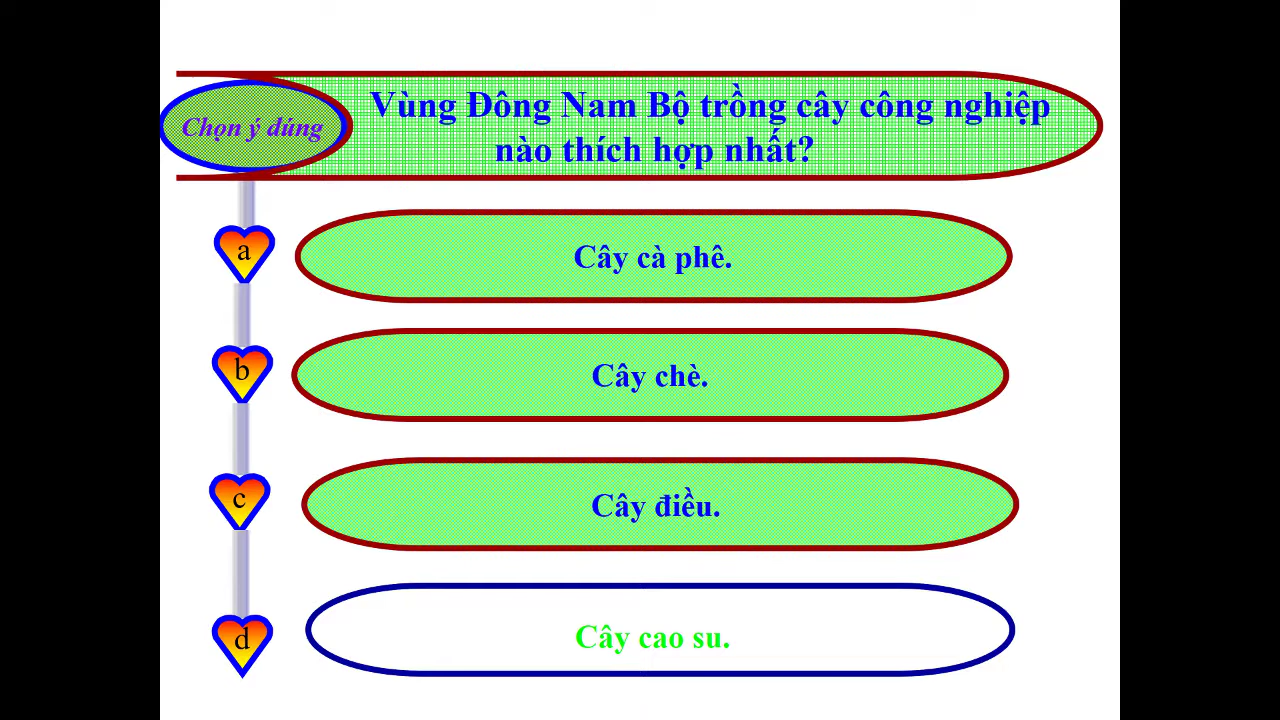 Chọn ý dúng
Vùng Đông Nam Bộ trồng cây công nghiệp
nào thích hợp nhất?
a
Cây cà phê.
b
Cây chè.
c
Cây điều.
d
Cây cao su.